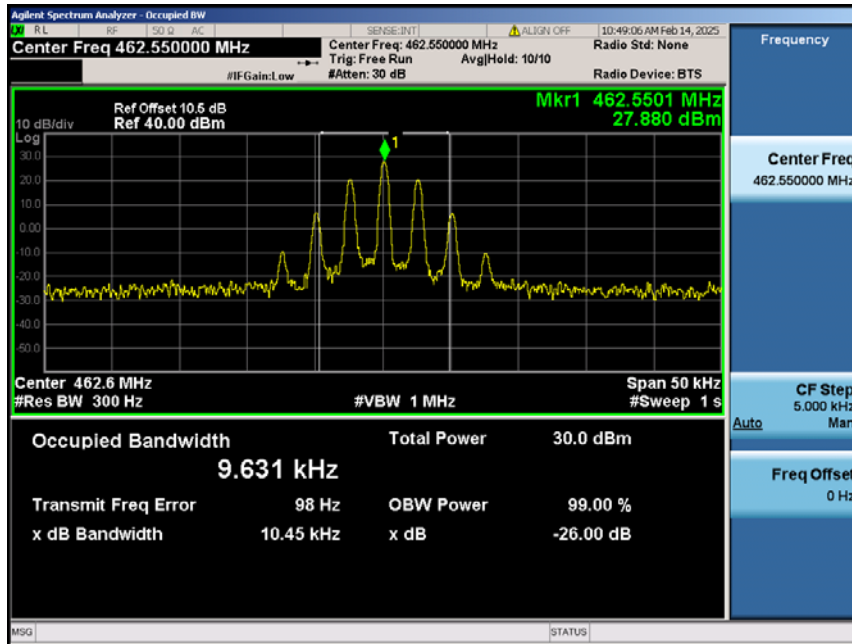 Agilent Spectrum Analyzer - Occupied BW
RL RF 50 Ω AC SENSE:INT ALIGN OFF 10:49:06 AM Feb 14, 2025
Center Freq 462.550000 MHz
Center Freq: 462.550000 MHz
Radio Std: None
Trig: Free Run Avg|Hold: 10/10
#IFGain:Low
#Atten: 30 dB
Radio Device: BTS
Frequency
Mkr1 462.5501 MHz
27.880 dBm
Ref Offset 10.5 dB
10 dB/div Ref 40.00 dBm
Log
1
30.0
20.0
10.0
0.00
-10.0
-20.0
-30.0
-40.0
-50.0
Center 462.6 MHz Span 50 kHz
#Res BW 300 Hz #VBW 1 MHz #Sweep 1 s
Occupied Bandwidth Total Power 30.0 dBm
9.631 kHz
Transmit Freq Error 98 Hz OBW Power 99.00 %
x dB Bandwidth 10.45 kHz x dB -26.00 dB
Center Freq
462.550000 MHz
CF Step
5.000 kHz
Auto Man
Freq Offset
0 Hz
MSG STATUS